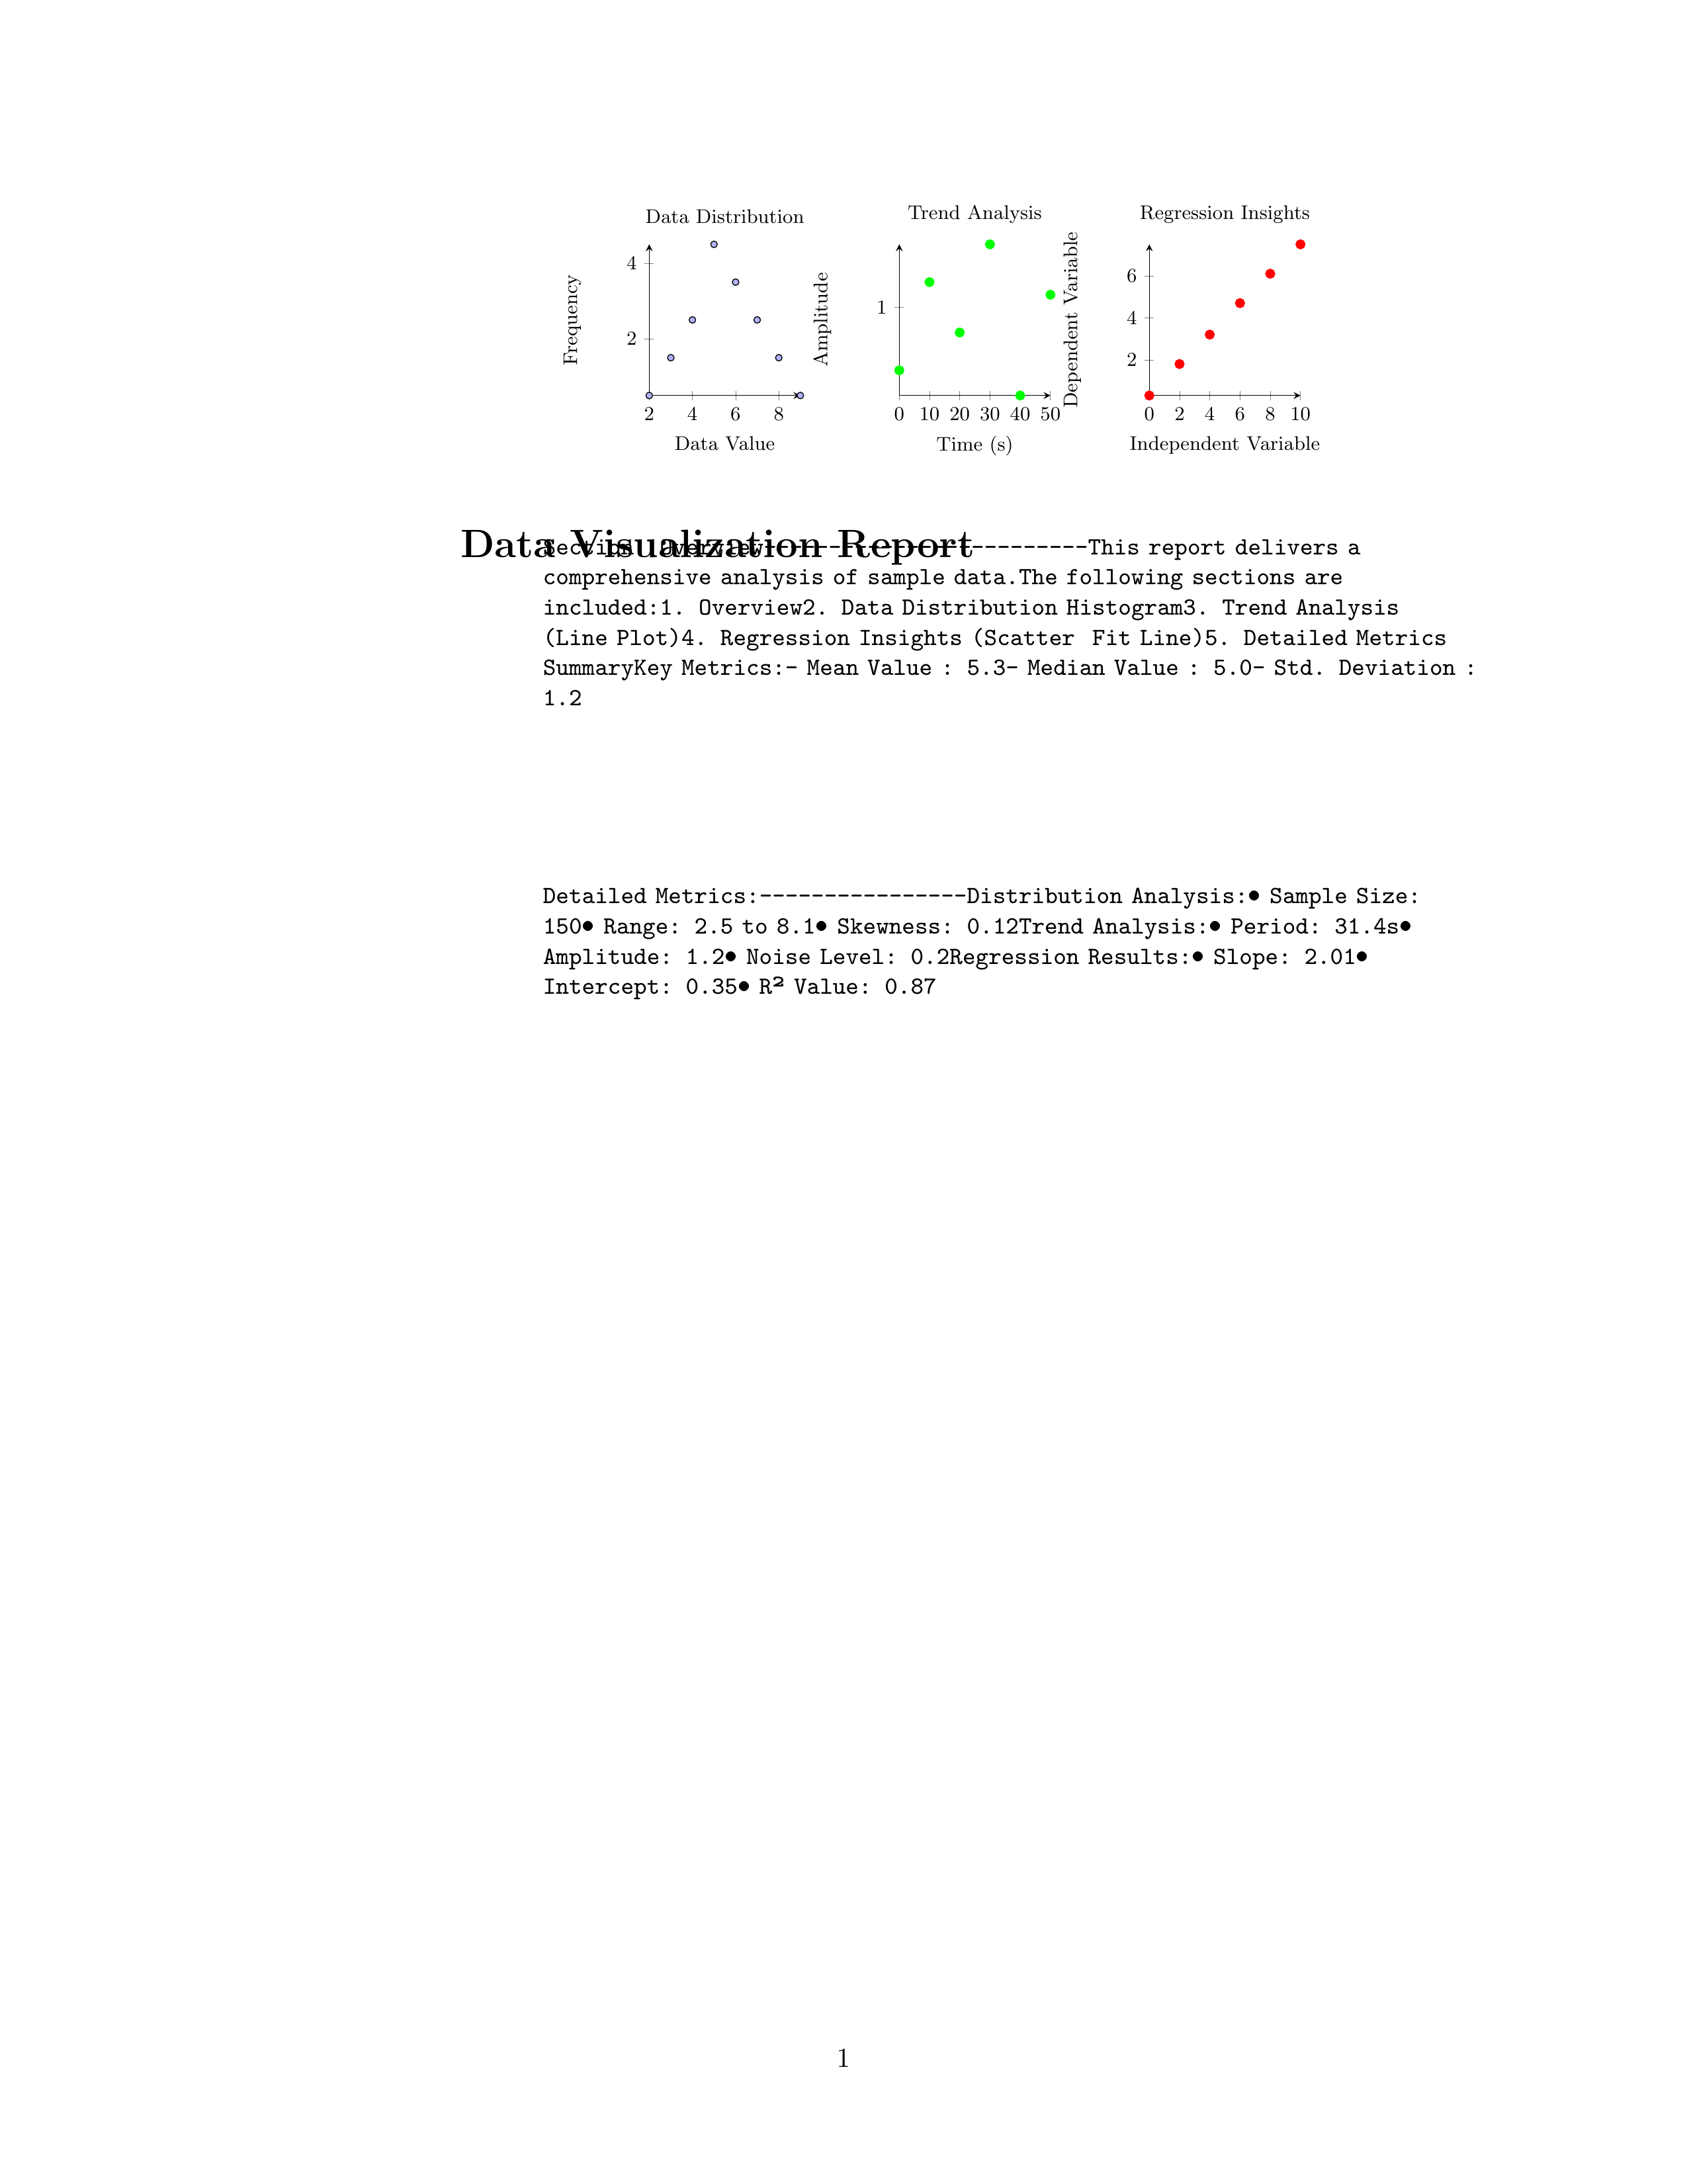 Data Distribution
Frequency
4
2
2 4 6 8
Data Value
Trend Analysis
Amplitude
1
0 10 20 30 40 50
Time (s)
Regression Insights
Dependent Variable
6
4
2
0 2 4 6 8 10
Independent Variable
Data Visualization Report
Section Overview-------------------------This report delivers a
comprehensive analysis of sample data.The following sections are
included:1. Overview2. Data Distribution Histogram3. Trend Analysis
(Line Plot)4. Regression Insights (Scatter Fit Line)5. Detailed Metrics
SummaryKey Metrics:- Mean Value : 5.3- Median Value : 5.0- Std. Deviation :
1.2
Detailed Metrics:----------------Distribution Analysis:• Sample Size:
150• Range: 2.5 to 8.1• Skewness: 0.12Trend Analysis:• Period: 31.4s•
Amplitude: 1.2• Noise Level: 0.2Regression Results:• Slope: 2.01•
Intercept: 0.35• R² Value: 0.87
1